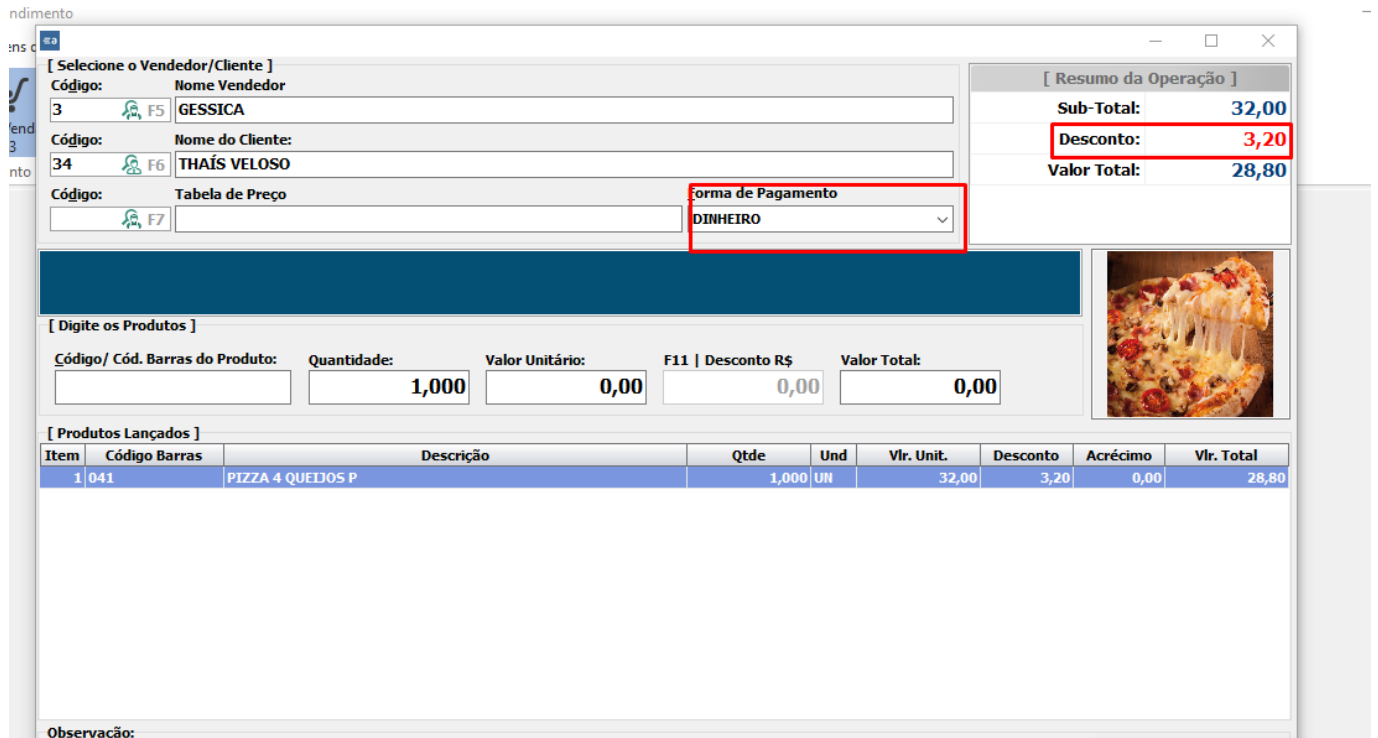 ndimento
ens d
[ Selecione o Vendedor/Cliente ]
Código: Nome Vendedor
3 F5 GESSICA
Código: Nome do Cliente:
34 F6 THAÍS VELOSO
Código: Tabela de Preço Forma de Pagamento
F7 DINHEIRO
Vend
3
nto
[ Resumo da Operação ]
Sub-Total: 32,00
Desconto: 3,20
Valor Total: 28,80
[ Digite os Produtos ]
Código/ Cód. Barras do Produto: Quantidade: Valor Unitário: F11 | Desconto R$ Valor Total:
1,000 0,00 0,00 0,00
[ Produtos Lançados ]
Item Código Barras Descrição Qtde Und Vlr. Unit. Desconto Acrécimo Vlr. Total
1 041 PIZZA 4 QUEIJOS P 1,000 UN 32,00 3,20 0,00 28,80
Observação: